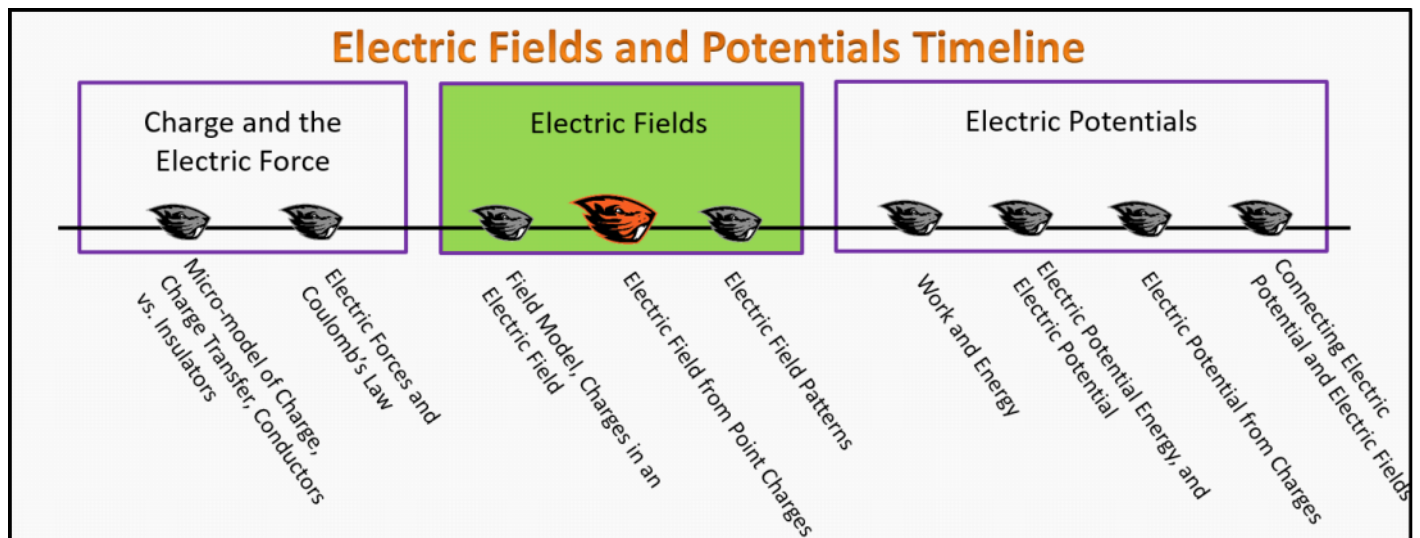 Electric Fields and Potentials Timeline
Charge and the
Electric Force
Electric Fields
Electric Potentials
Micro-model of Charge,
Charge Transfer, Conductors
vs. Insulators
Electric Forces and
Coulomb's Law
Field Model, Charges in an
Electric Field
Electric Field from Point Charges
Electric Field Patterns
Work and Energy
Electric Potential Energy, and
Electric Potential
Electric Potential from Charges
Connecting Electric
Potential and Electric Fields